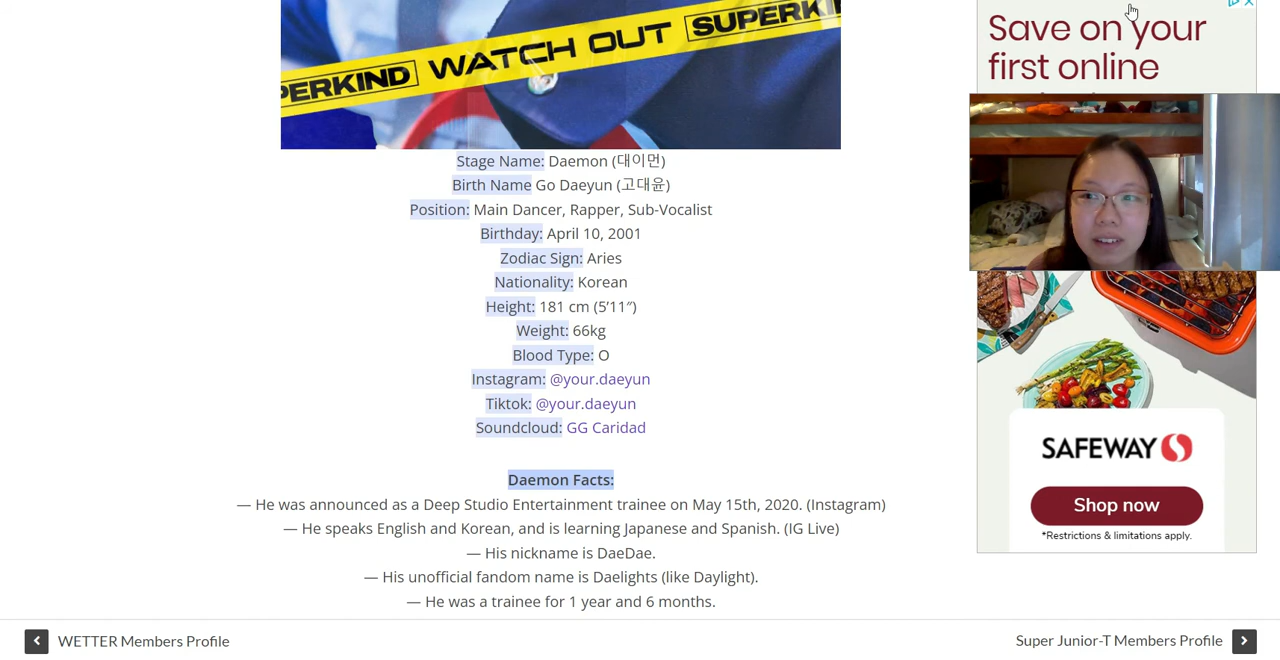 PERKIND WATCH OUT SUPERKI
Stage Name: Daemon (대이먼)
Birth Name Go Daeyun (고대윤)
Position: Main Dancer, Rapper, Sub-Vocalist
Birthday: April 10, 2001
Zodiac Sign: Aries
Nationality: Korean
Height: 181 cm (5'11″)
Weight: 66kg
Blood Type: O
Instagram: @your.daeyun
Tiktok: @your.daeyun
Soundcloud: GG Caridad
Daemon Facts:
— He was announced as a Deep Studio Entertainment trainee on May 15th, 2020. (Instagram)
— He speaks English and Korean, and is learning Japanese and Spanish. (IG Live)
— His nickname is DaeDae.
— His unofficial fandom name is Daelights (like Daylight).
— He was a trainee for 1 year and 6 months.
WETTER Members Profile
Super Junior-T Members Profile
Save on your
first online
SAFEWAY
Shop now
*Restrictions & limitations apply.